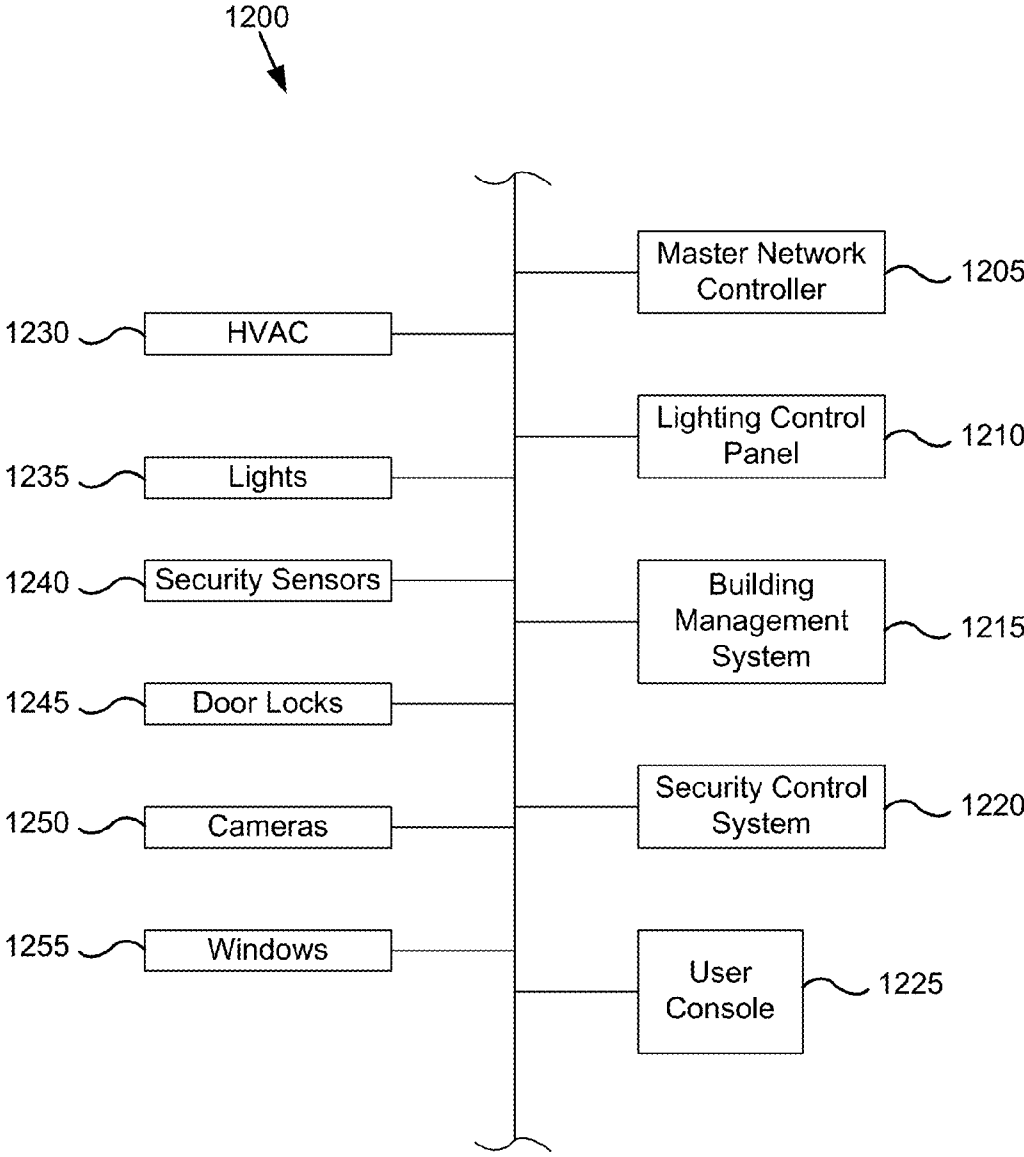 1200
Master Network
Controller
1205
1230
HVAC
Lighting Control
Panel
1210
1235
Lights
1240
Security Sensors
Building
Management
System
1215
1245
Door Locks
Security Control
System
1220
1250
Cameras
1255
Windows
User
Console
1225